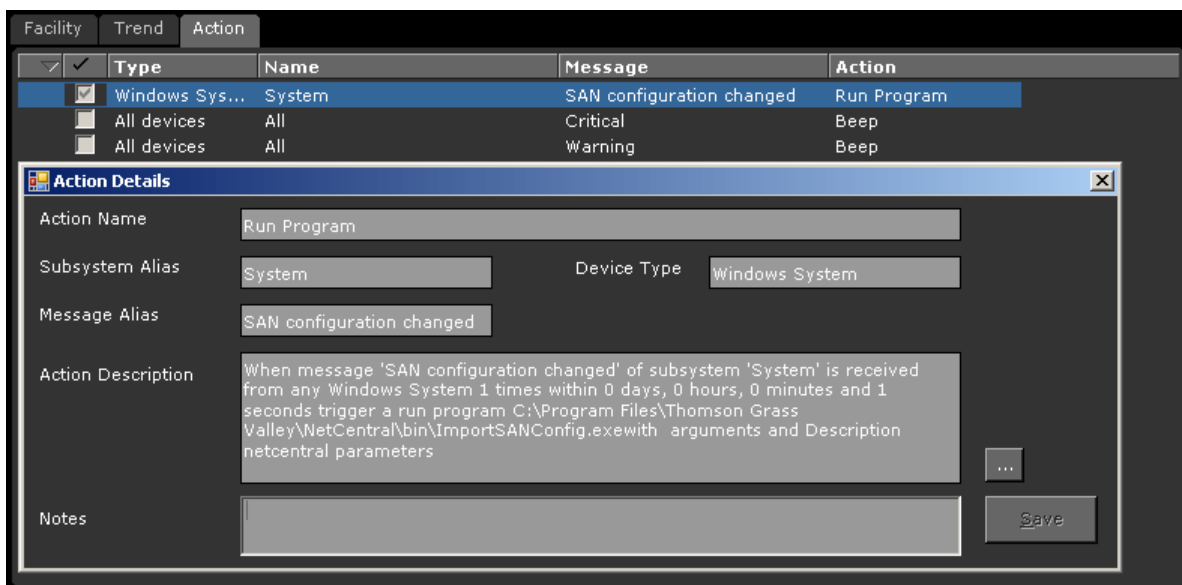 Facility Trend Action
Type Name Message Action
Windows Sys... System SAN configuration changed Run Program
All devices All Critical Beep
All devices All Warning Beep
Action Details
Action Name Run Program
Subsystem Alias System Device Type Windows System
Message Alias SAN configuration changed
Action Description When message 'SAN configuration changed' of subsystem 'System' is received
from any Windows System 1 times within 0 days, 0 hours, 0 minutes and 1
seconds trigger a run program C:\Program Files\Thomson Grass
Valley\NetCentral\bin\ImportSANConfig.exewith  arguments and Description
netcentral parameters
...
Notes
Save